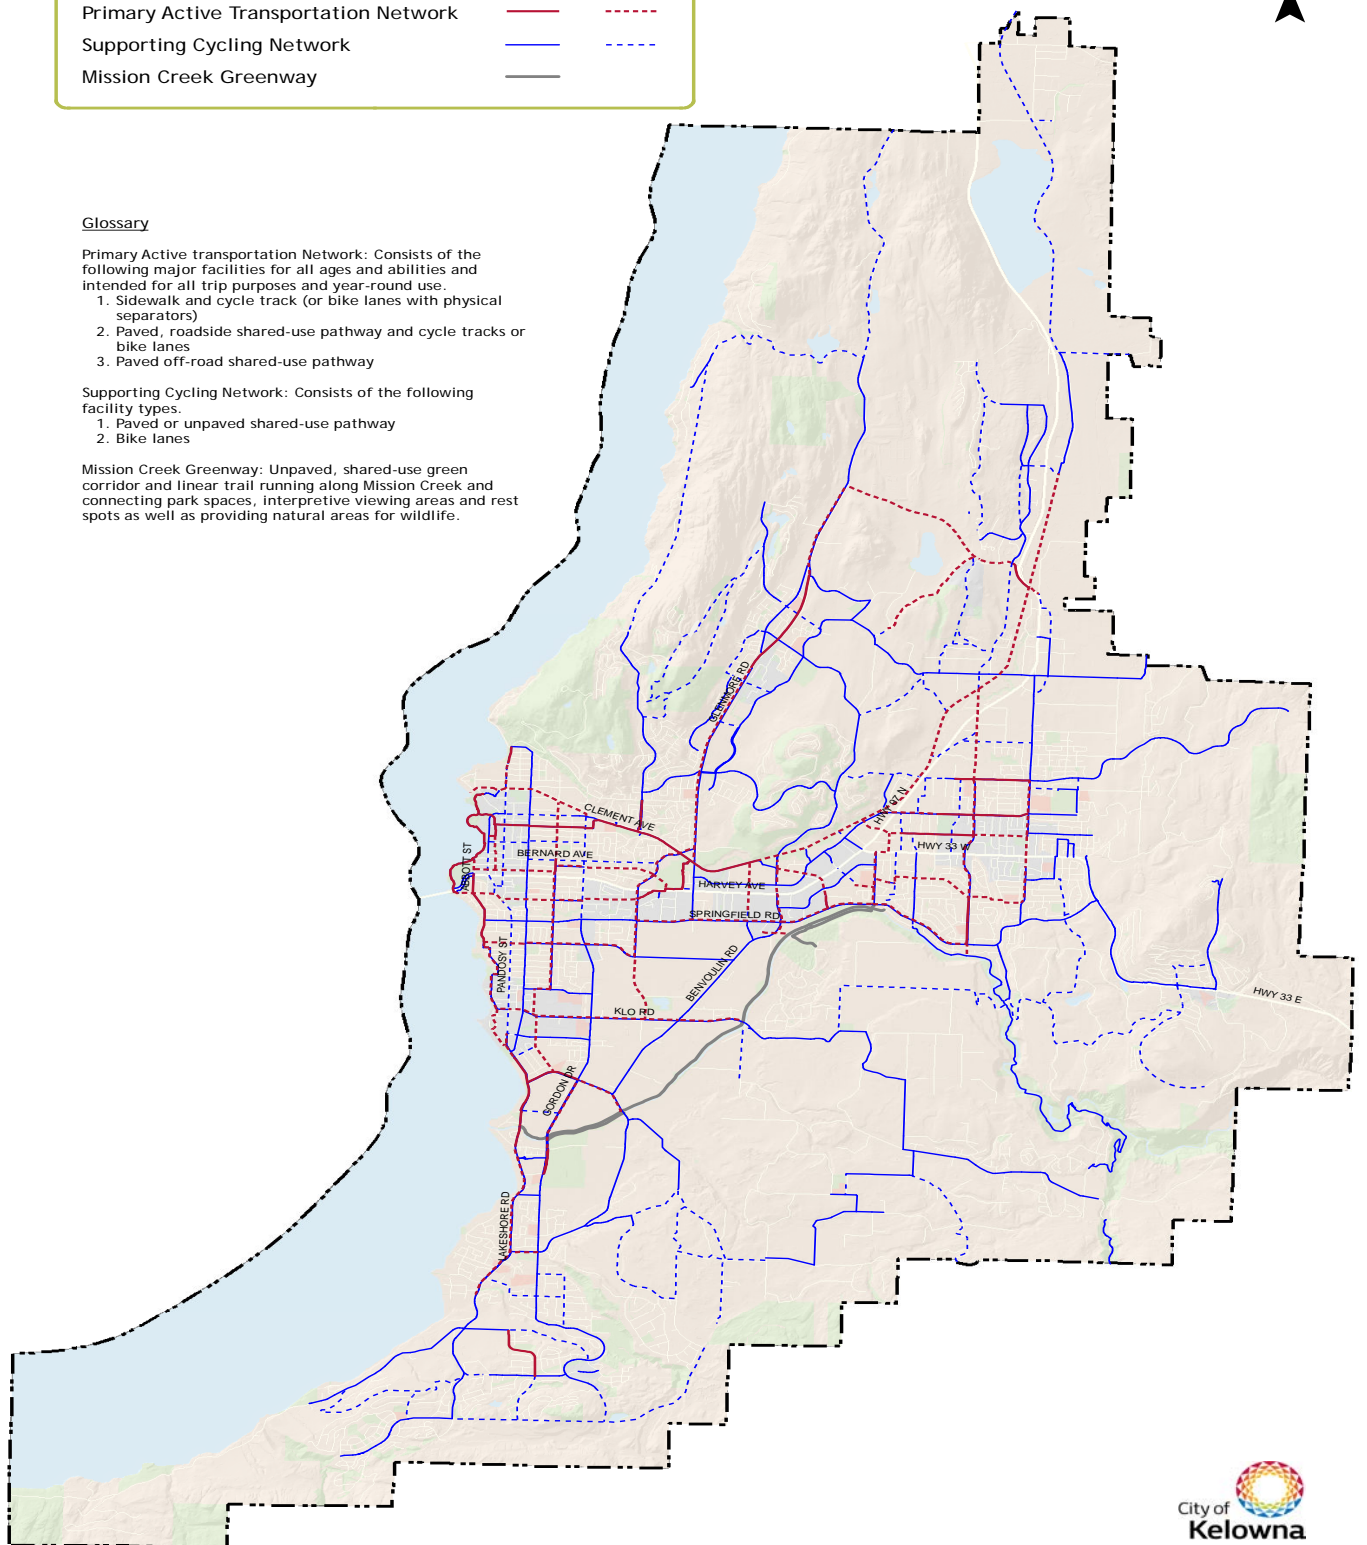 Primary Active Transportation Network
Supporting Cycling Network
Mission Creek Greenway
Glossary
Primary Active transportation Network: Consists of the
following major facilities for all ages and abilities and
intended for all trip purposes and year-round use.
1. Sidewalk and cycle track (or bike lanes with physical
separators)
2. Paved, roadside shared-use pathway and cycle tracks or
bike lanes
3. Paved off-road shared-use pathway
Supporting Cycling Network: Consists of the following
facility types.
1. Paved or unpaved shared-use pathway
2. Bike lanes
Mission Creek Greenway: Unpaved, shared-use green
corridor and linear trail running along Mission Creek and
connecting park spaces, interpretive viewing areas and rest
spots as well as providing natural areas for wildlife.
GLENMORE RD
CLEMENT AVE
HWY 97 N
BERNARD AVE
ABBOTT ST
HWY 33 W
HARVEY AVE
SPRINGFIELD RD
PANDOSY ST
BENVOULIN RD
HWY 33 E
KLO RD
GORDON DR
LAKESHORE RD
City of
Kelowna